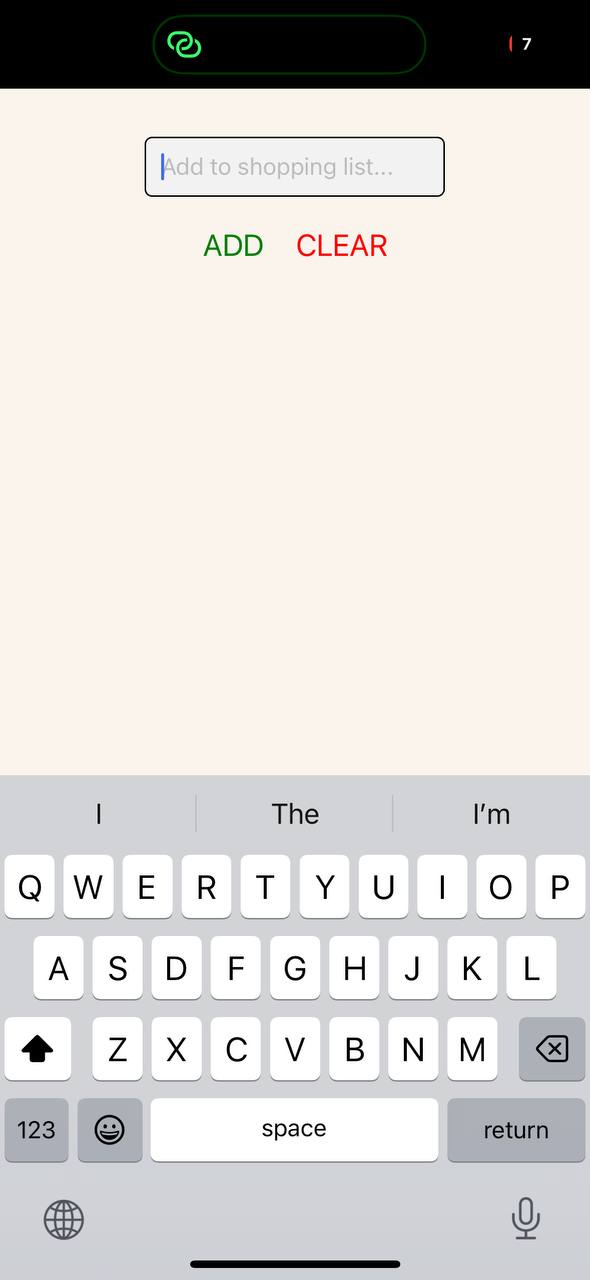 7
Add to shopping list...
ADD CLEAR
I The I'm
Q W E R T Y U I O P
A S D F G H J K L
Z X C V B N M
123 space return